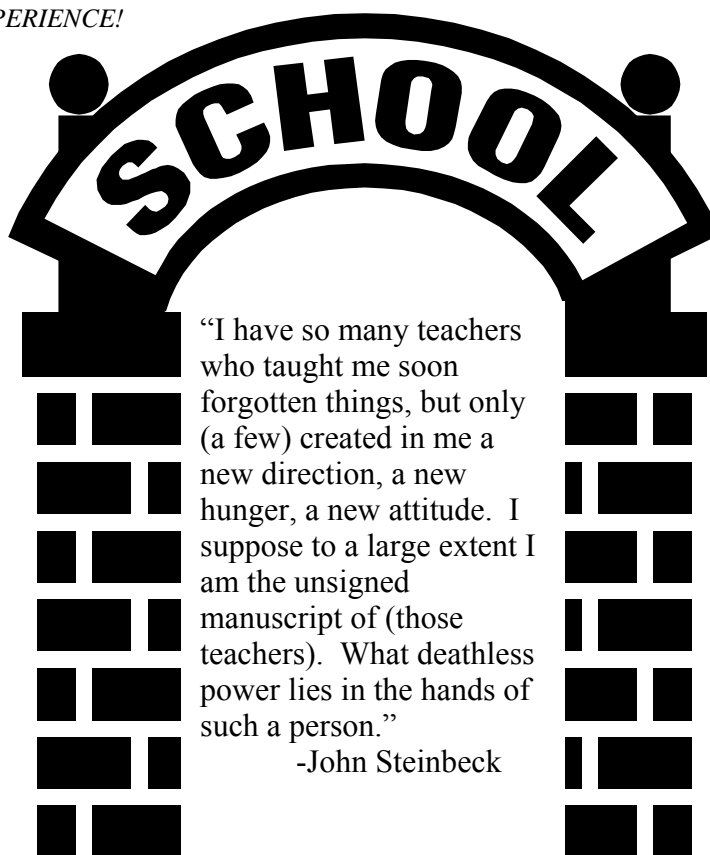 PERIENCE!
SCHOOL
“I have so many teachers
who taught me soon
forgotten things, but only
(a few) created in me a
new direction, a new
hunger, a new attitude.  I
suppose to a large extent I
am the unsigned
manuscript of (those
teachers).  What deathless
power lies in the hands of
such a person.”
-John Steinbeck